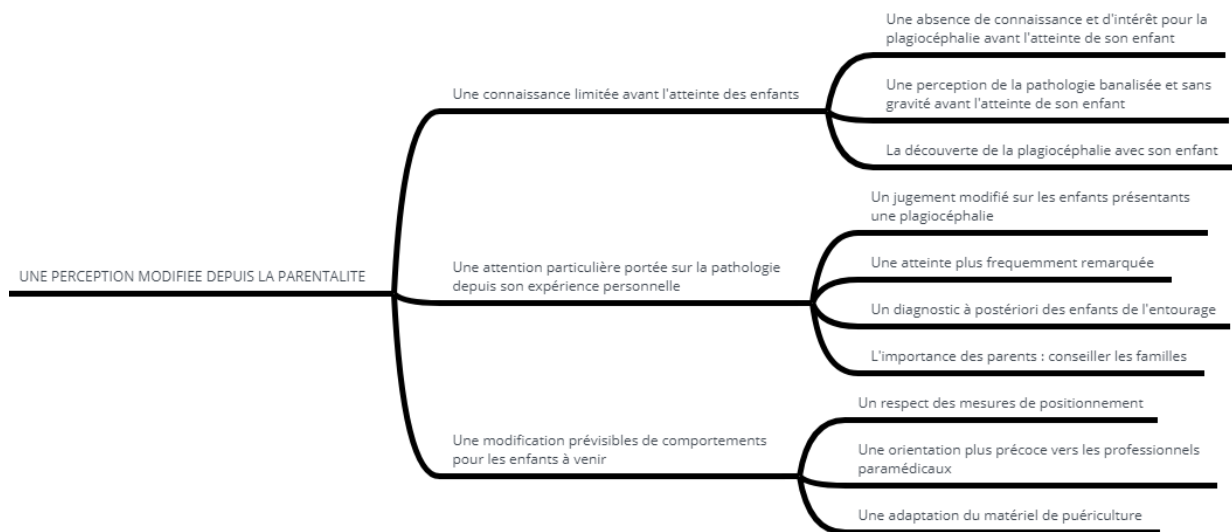 UNE PERCEPTION MODIFIEE DEPUIS LA PARENTALITE
Une connaissance limitée avant l'atteinte des enfants
Une absence de connaissance et d'intérêt pour la
plagiocéphalie avant l'atteinte de son enfant
Une perception de la pathologie banalisée et sans
gravité avant l'atteinte de son enfant
La découverte de la plagiocéphalie avec son enfant
Une attention particulière portée sur la pathologie
depuis son expérience personnelle
Un jugement modifié sur les enfants présentants
une plagiocéphalie
Une atteinte plus frequemment remarquée
Un diagnostic à postériori des enfants de l'entourage
L'importance des parents : conseiller les familles
Une modification prévisibles de comportements
pour les enfants à venir
Un respect des mesures de positionnement
Une orientation plus précoce vers les professionnels
paramédicaux
Une adaptation du matériel de puériculture